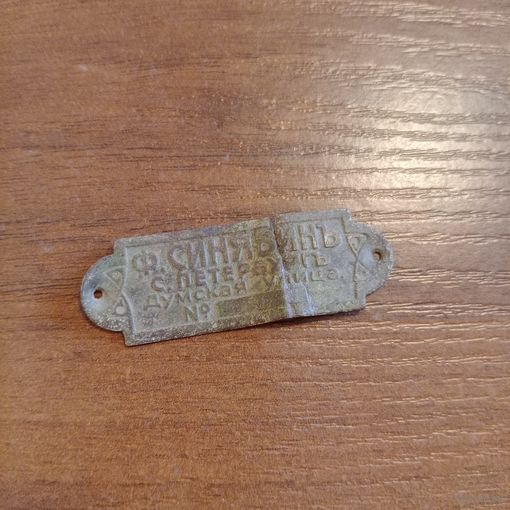 Ф. СИНЯВИНЪ
С. ПЕТЕРБУРГЪ
ДУМСКАЯ УЛИЦА.
№